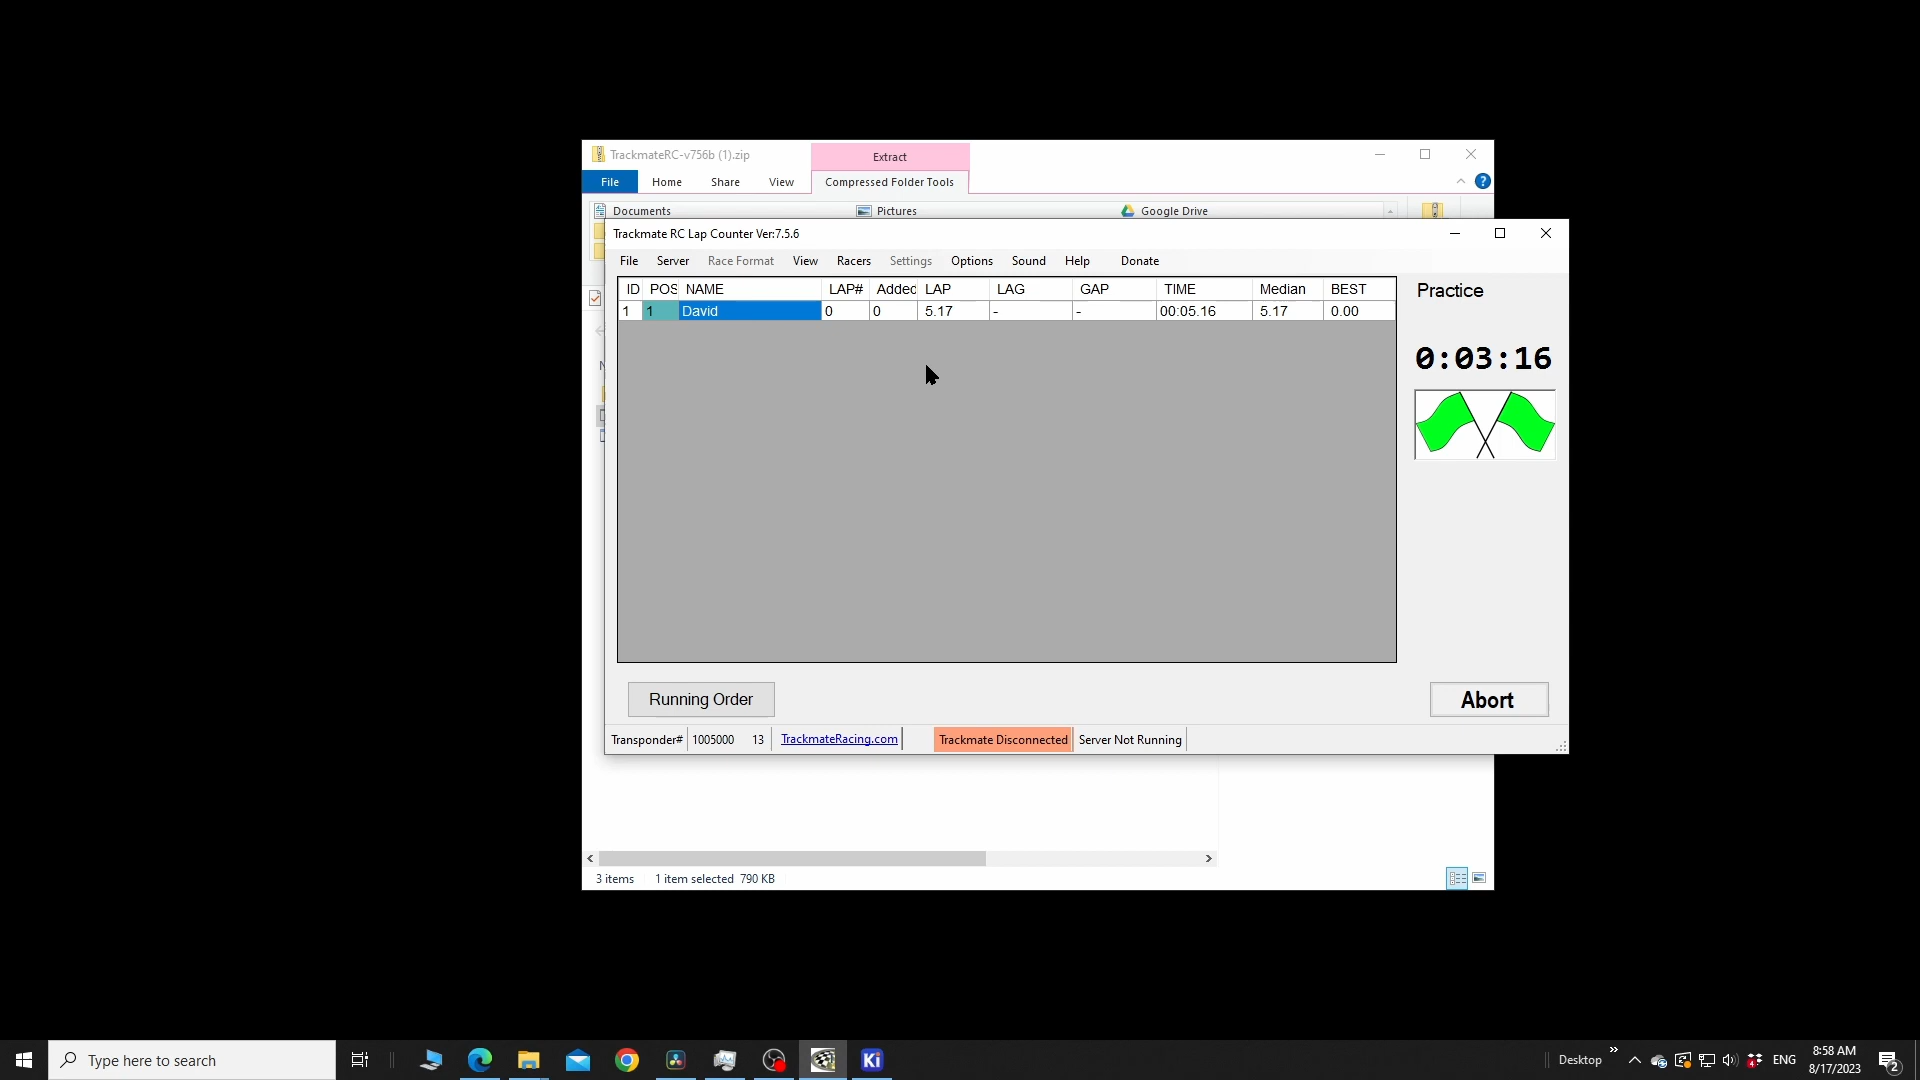 TrackmateRC-v756b (1).zip
Extract
File Home Share View Compressed Folder Tools
Documents Pictures Google Drive
Trackmate RC Lap Counter Ver:7.5.6
File Server Race Format View Racers Settings Options Sound Help Donate
ID POS NAME LAP# Added LAP LAG GAP TIME Median BEST
1 1 David 0 0 5.17 - - 00:05.16 5.17 0.00
Practice
0:03:16
Running Order
Abort
Transponder# 1005000 13 TrackmateRacing.com Trackmate Disconnected Server Not Running
3 items 1 item selected 790 KB
Type here to search
Ki
Desktop
ENG
8:58 AM
8/17/2023
2